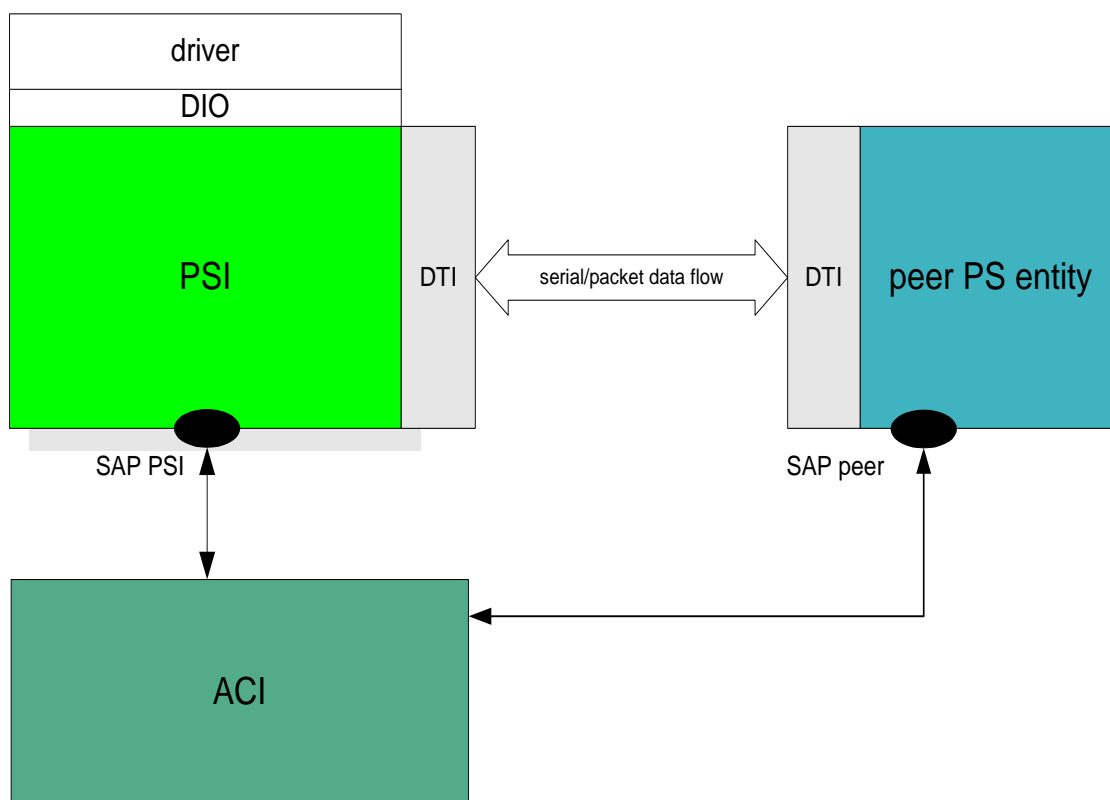 driver
DIO
PSI
DTI
serial/packet data flow
DTI
peer PS entity
SAP PSI
SAP peer
ACI